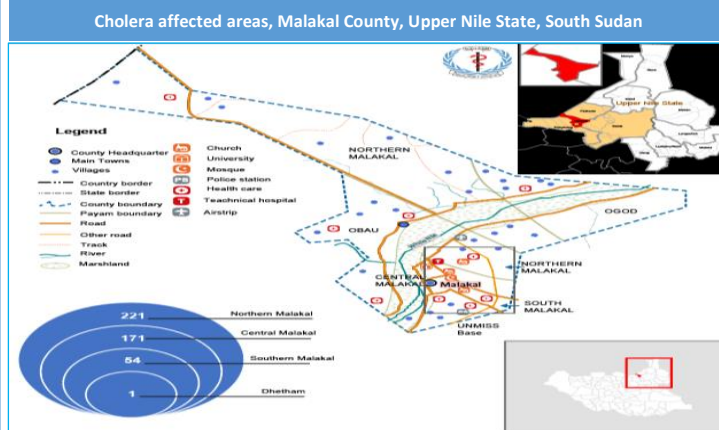 Cholera affected areas, Malakal County, Upper Nile State, South Sudan
Upper Nile State
Legend
County Headquarter
Main Towns
Villages
Country border
State border
County boundary
Payam boundary
Road
Other road
Track
River
Marshland
Church
University
Mosque
Police station
Health care
Teachnical hospital
Airstrip
NORTHERN
MALAKAL
OGOD
OBAU
CENTRAL
MALAKAL
Malakal
NORTHERN
MALAKAL
SOUTH
MALAKAL
UNMISS
Base
221 Northern Malakal
171 Central Malakal
54 Southern Malakal
1 Dhetham